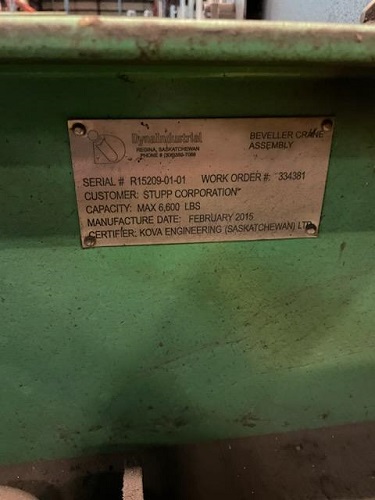 DynaIndustrial
REGINA, SASKATCHEWAN
PHONE #
BEVELLER CRANE
ASSEMBLY
SERIAL # R15209-01-01 WORK ORDER #: 334381
CUSTOMER: STUPP CORPORATION
CAPACITY: MAX 6,600 LBS
MANUFACTURE DATE: FEBRUARY 2015
CERTIFIER: KOVA ENGINEERING (SASKATCHEWAN) LTD